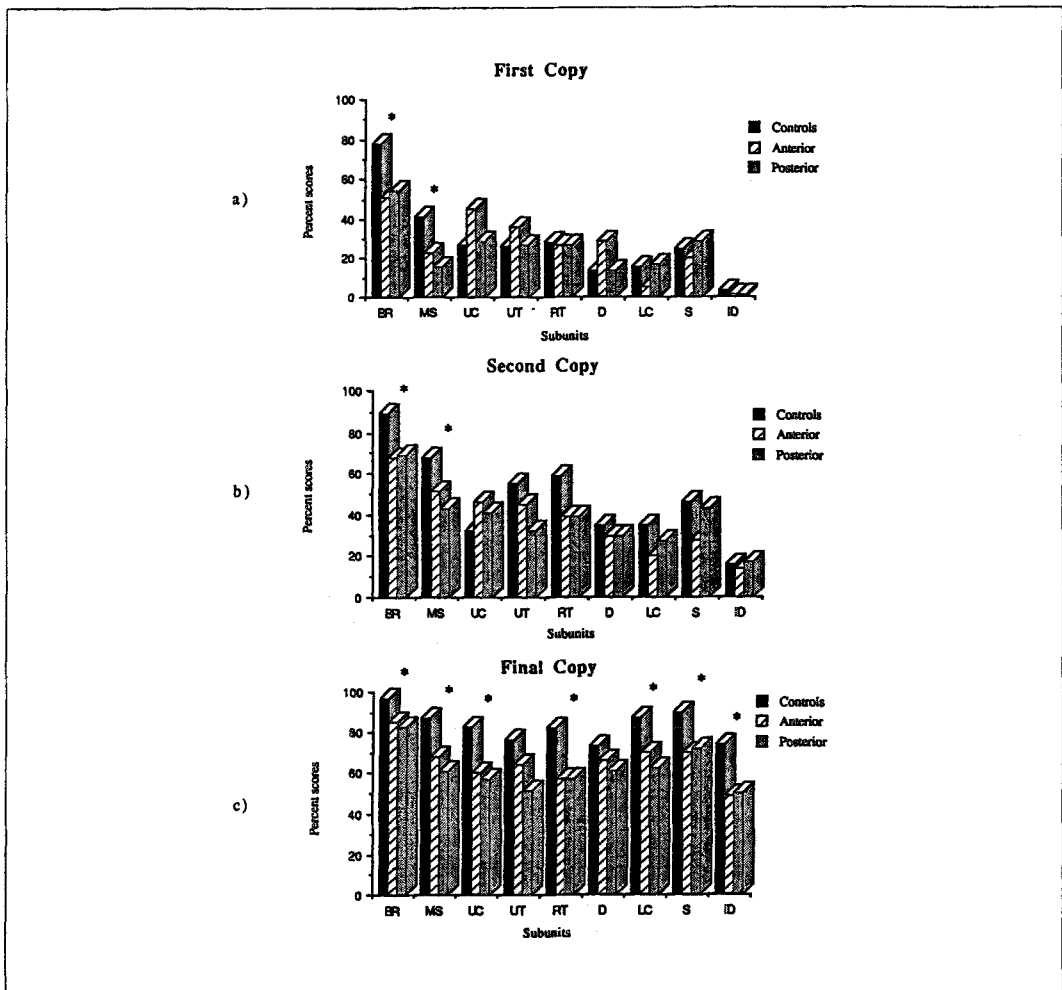 First Copy
a)
Percent scores
100
80
60
40
20
0
*
*
BR MS UC UT RT D LC S ID
Subunits
Controls
Anterior
Posterior
Second Copy
b)
Percent scores
100
80
60
40
20
0
*
*
BR MS UC UT RT D LC S ID
Subunits
Controls
Anterior
Posterior
Final Copy
c)
Percent scores
100
80
60
40
20
0
*
*
*
*
*
*
*
BR MS UC UT RT D LC S ID
Subunits
Controls
Anterior
Posterior